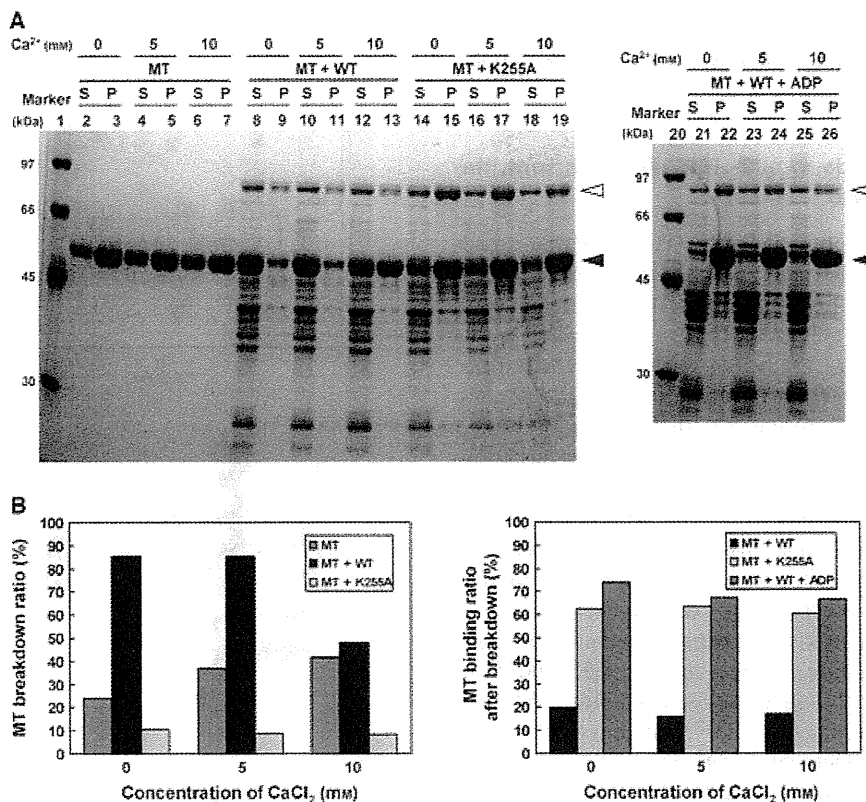 A
Ca2+ (mM) 0 5 10 0 5 10 0 5 10
MT MT + WT MT + K255A
Marker S P S P S P S P S P S P S P S P S P
(kDa) 1 2 3 4 5 6 7 8 9 10 11 12 13 14 15 16 17 18 19
97
66
45
30
Ca2+ (mM) 0 5 10
MT + WT + ADP
Marker S P S P S P
(kDa) 20 21 22 23 24 25 26
97
66
45
30
B
MT breakdown ratio (%)
100
90
80
70
60
50
40
30
20
10
0
MT
MT + WT
MT + K255A
0 5 10
Concentration of CaCl2 (mM)
MT binding ratio
after breakdown (%)
100
90
80
70
60
50
40
30
20
10
0
MT + WT
MT + K255A
MT + WT + ADP
0 5 10
Concentration of CaCl2 (mM)